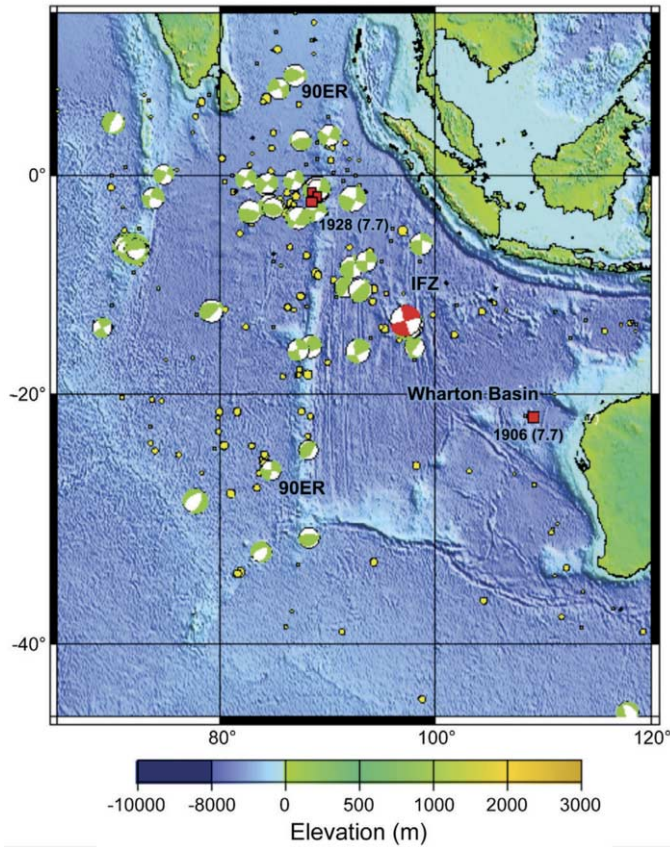 90ER
0°
1928 (7.7)
IFZ
-20°
Wharton Basin
1906 (7.7)
90ER
-40°
80° 100° 120°
-10000 -8000 0 500 1000 2000 3000
Elevation (m)